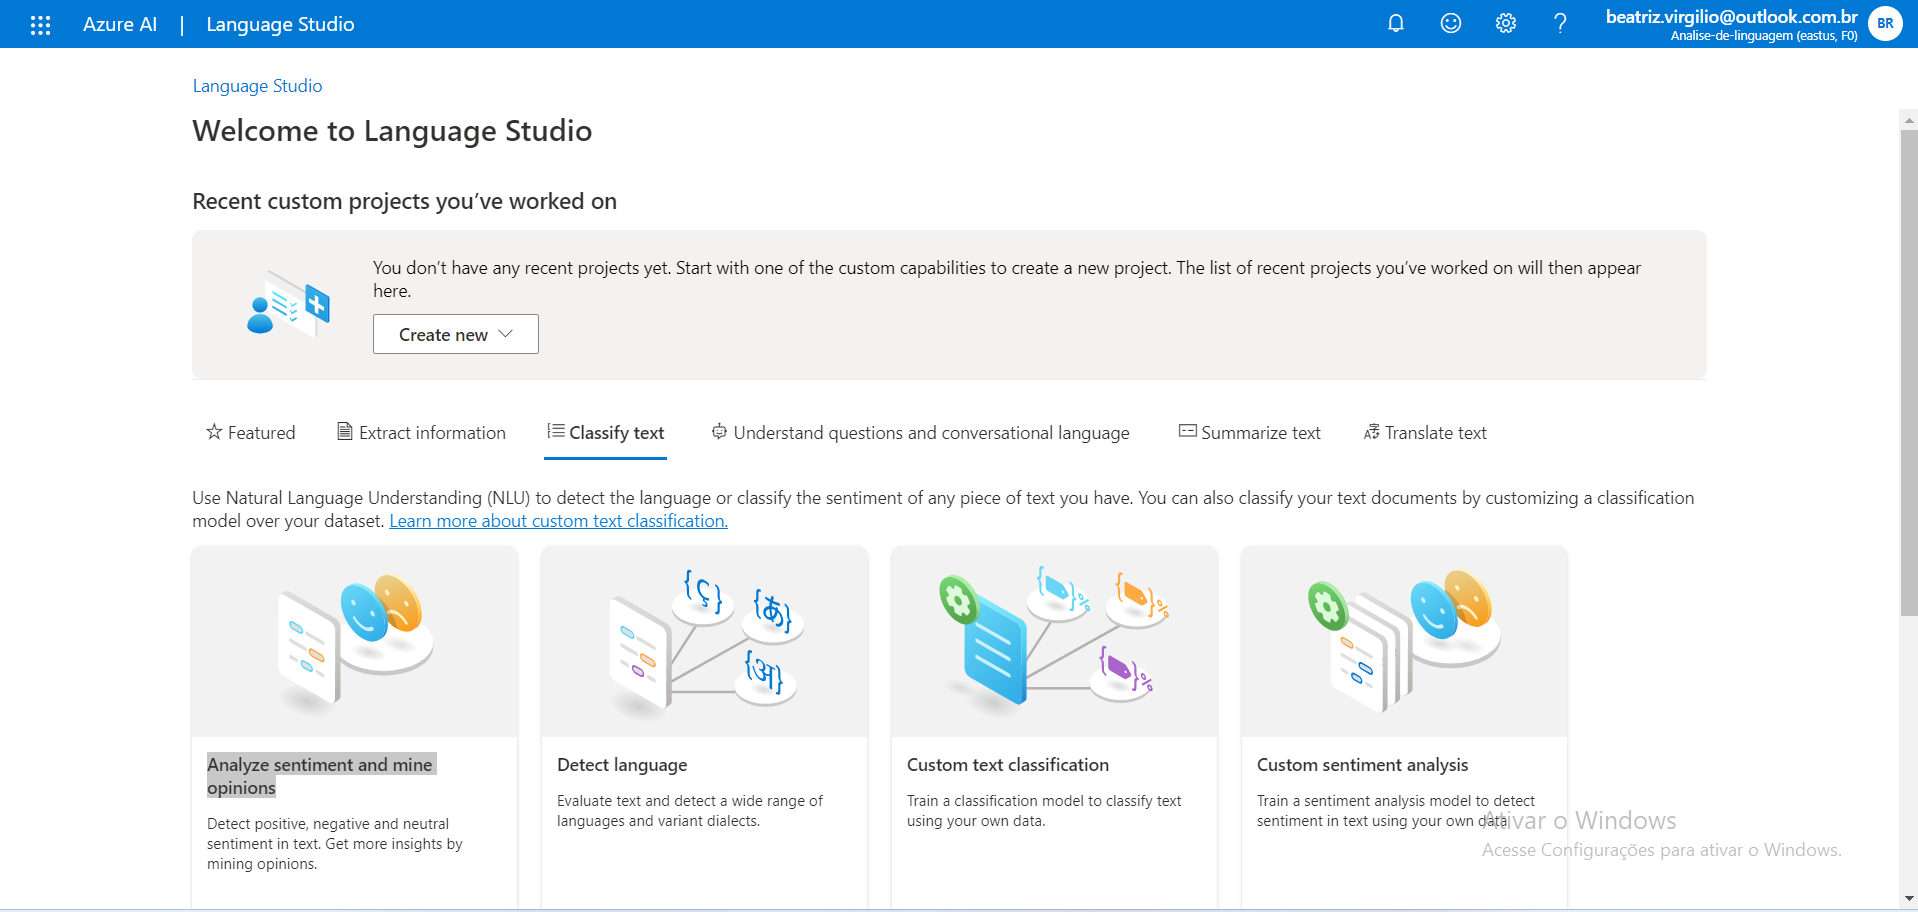 Azure AI | Language Studio
beatriz.virgilio@outlook.com.br
Analise-de-linguagem (eastus, F0)
BR
Language Studio
Welcome to Language Studio
Recent custom projects you've worked on
You don't have any recent projects yet. Start with one of the custom capabilities to create a new project. The list of recent projects you've worked on will then appear
here.
Create new
Featured
Extract information
Classify text
Understand questions and conversational language
Summarize text
Translate text
Use Natural Language Understanding (NLU) to detect the language or classify the sentiment of any piece of text you have. You can also classify your text documents by customizing a classification
model over your dataset. Learn more about custom text classification.
{ç}
{あ}
{अ}
{ }%
{ }%
{ }%
Analyze sentiment and mine
opinions
Detect positive, negative and neutral
sentiment in text. Get more insights by
mining opinions.
Detect language
Evaluate text and detect a wide range of
languages and variant dialects.
Custom text classification
Train a classification model to classify text
using your own data.
Custom sentiment analysis
Train a sentiment analysis model to detect
sentiment in text using your own data
Ativar o Windows
Acesse Configurações para ativar o Windows.